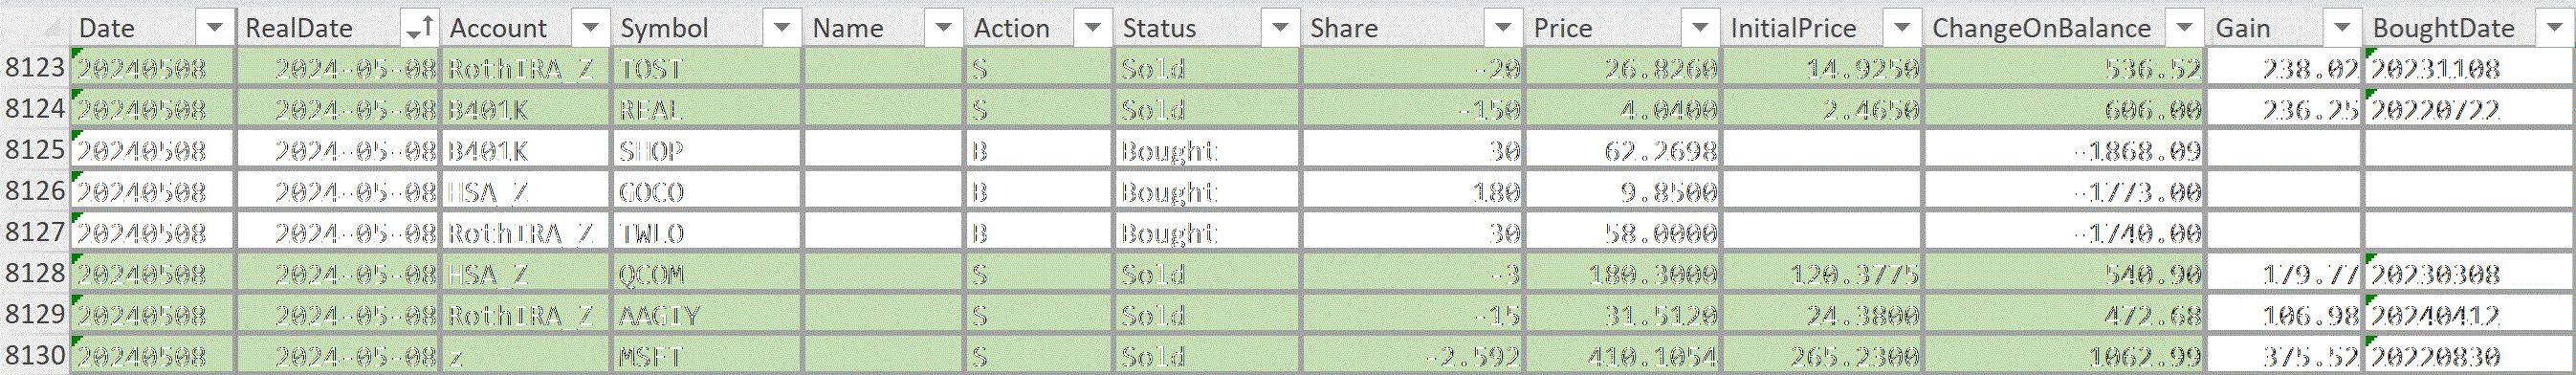 Date RealDate Account Symbol Name Action Status Share Price InitialPrice ChangeOnBalance Gain BoughtDate
8123 20240508 2024-05-08 RothIRA_Z TOST S Sold -20 26.8260 14.9250 536.52 238.02 20231108
8124 20240508 2024-05-08 B401K REAL S Sold -150 4.0400 2.4650 606.00 236.25 20220722
8125 20240508 2024-05-08 B401K SHOP B Bought 30 62.2698 -1868.09
8126 20240508 2024-05-08 HSA_Z GOCO B Bought 180 9.8500 -1773.00
8127 20240508 2024-05-08 RothIRA_Z TWLO B Bought 30 58.0000 -1740.00
8128 20240508 2024-05-08 HSA_Z QCOM S Sold -3 180.3000 120.3775 540.90 179.77 20230308
8129 20240508 2024-05-08 RothIRA_Z AAGIY S Sold -15 31.5120 24.3800 472.68 106.98 20240412
8130 20240508 2024-05-08 z MSFT S Sold -2.592 410.1054 265.2300 1062.99 375.52 20220830